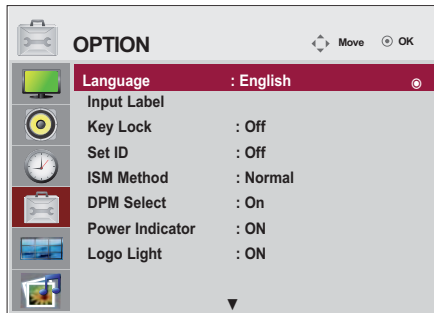 OPTION Move OK
Language : English
Input Label
Key Lock : Off
Set ID : Off
ISM Method : Normal
DPM Select : On
Power Indicator : ON
Logo Light : ON